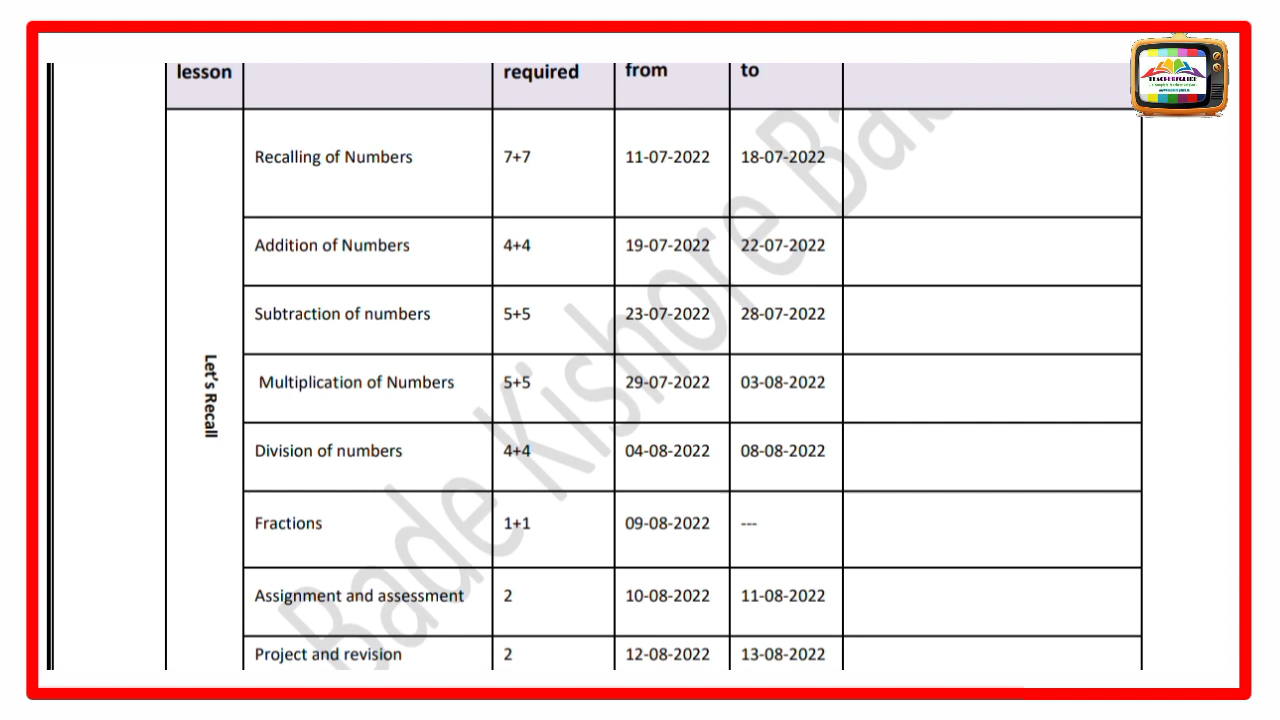 lesson required from to
Let's Recall
Recalling of Numbers 7+7 11-07-2022 18-07-2022
Addition of Numbers 4+4 19-07-2022 22-07-2022
Subtraction of numbers 5+5 23-07-2022 28-07-2022
Multiplication of Numbers 5+5 29-07-2022 03-08-2022
Division of numbers 4+4 04-08-2022 08-08-2022
Fractions 1+1 09-08-2022 ---
Assignment and assessment 2 10-08-2022 11-08-2022
Project and revision 2 12-08-2022 13-08-2022
Bade Kishore